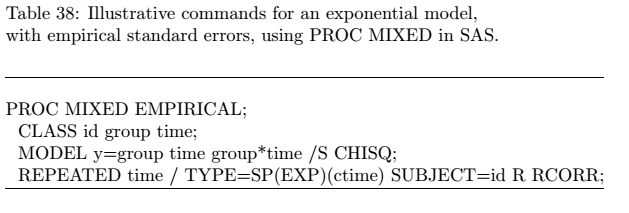 Table 38: Illustrative commands for an exponential model,
with empirical standard errors, using PROC MIXED in SAS.
PROC MIXED EMPIRICAL;
CLASS id group time;
MODEL y=group time group*time /S CHISQ;
REPEATED time / TYPE=SP(EXP)(ctime) SUBJECT=id R RCORR;